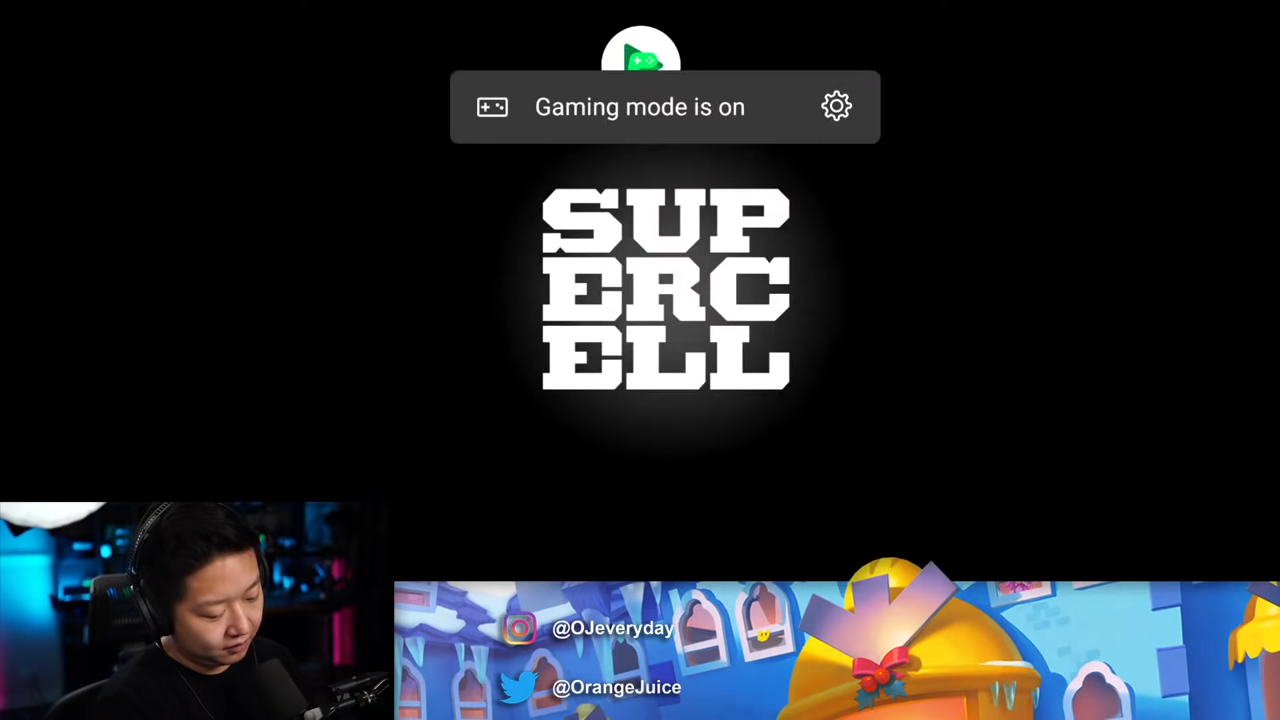 Gaming mode is on
SUP
ERC
ELL
@OJeveryday
@OrangeJuice